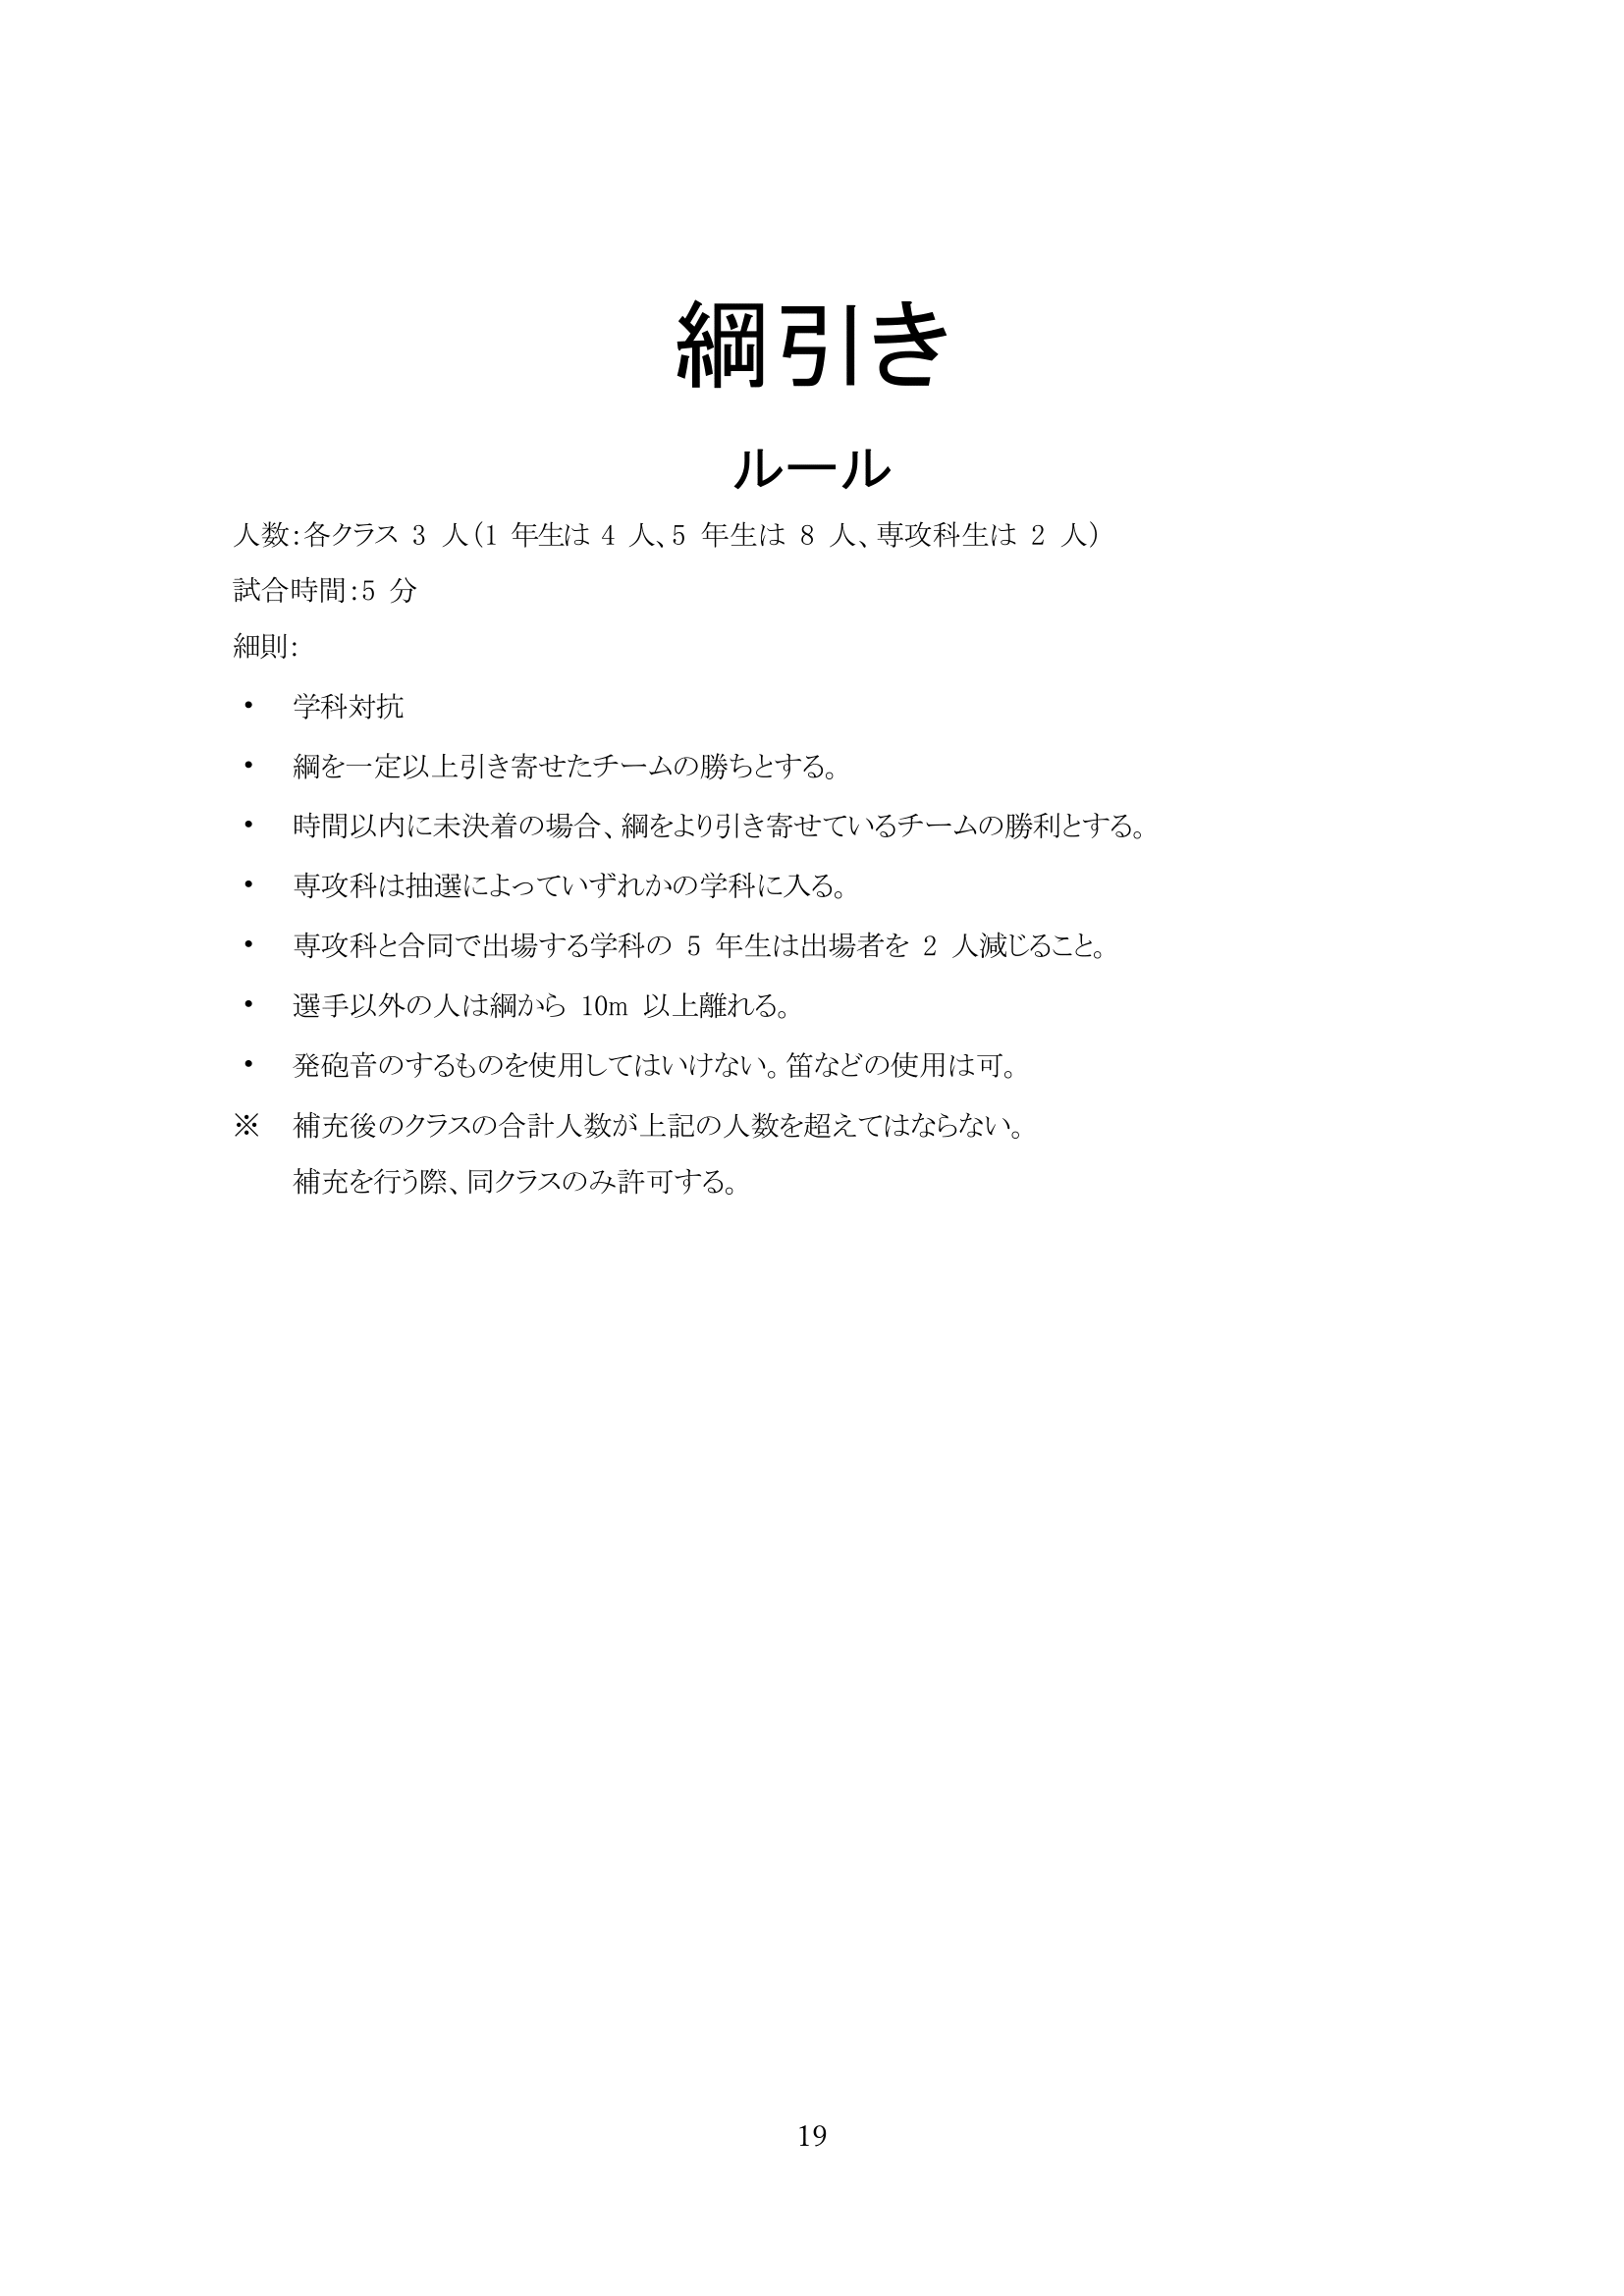 綱引き
ルール
人数:各クラス 3 人(1 年生は 4 人、5 年生は 8 人、専攻科生は 2 人)
試合時間:5 分
細則:
・ 学科対抗
・ 綱を一定以上引き寄せたチームの勝ちとする。
・ 時間以内に未決着の場合、綱をより引き寄せているチームの勝利とする。
・ 専攻科は抽選によっていずれかの学科に入る。
・ 専攻科と合同で出場する学科の 5 年生は出場者を 2 人減じること。
・ 選手以外の人は綱から 10m 以上離れる。
・ 発砲音のするものを使用してはいけない。笛などの使用は可。
※ 補充後のクラスの合計人数が上記の人数を超えてはならない。
補充を行う際、同クラスのみ許可する。
19